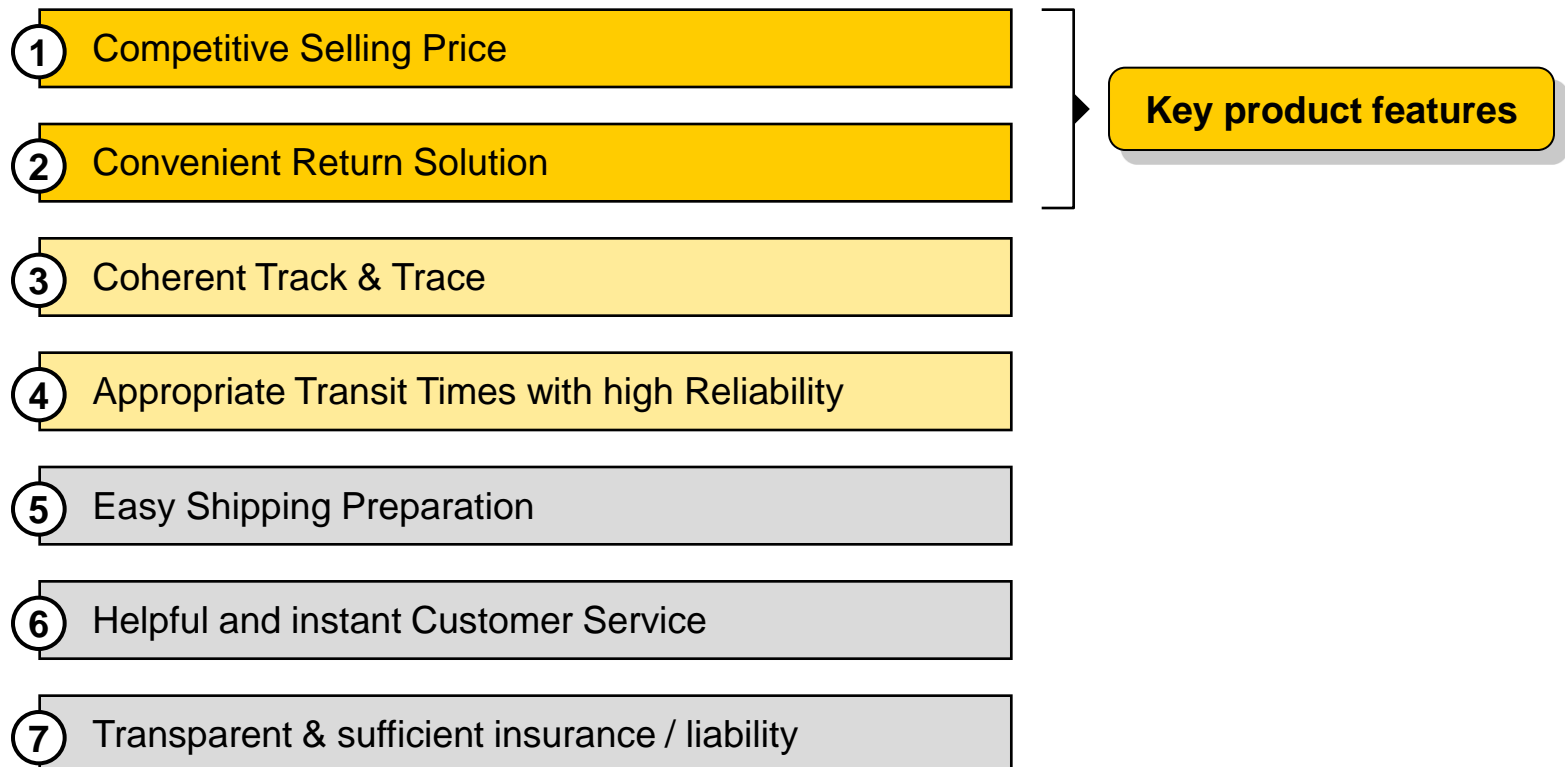 1 Competitive Selling Price
Key product features
2 Convenient Return Solution
3 Coherent Track & Trace
4 Appropriate Transit Times with high Reliability
5 Easy Shipping Preparation
6 Helpful and instant Customer Service
7 Transparent & sufficient insurance / liability